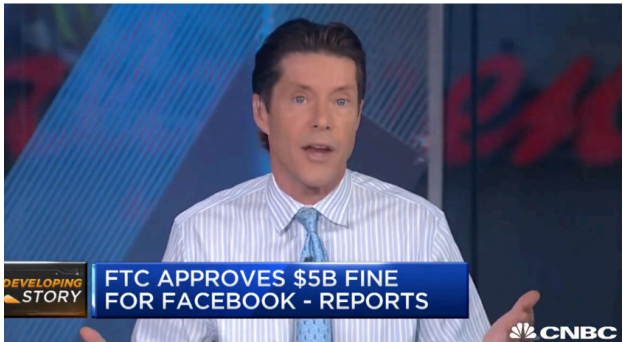 DEVELOPING
STORY
FTC APPROVES $5B FINE
FOR FACEBOOK - REPORTS
CNBC